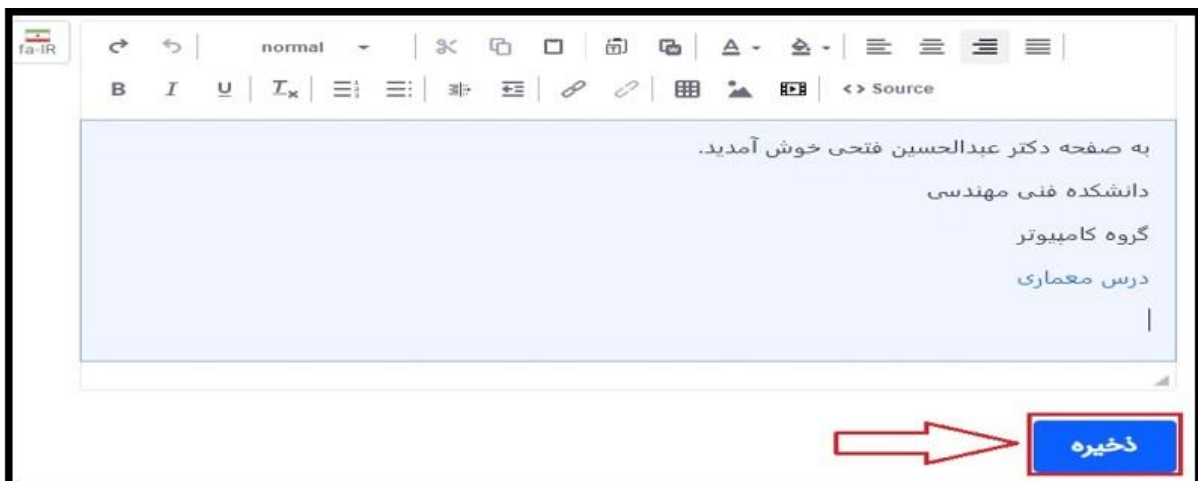 fa-IR
normal
B I U Tx Source
به صفحه دکتر عبدالحسین فتحی خوش آمدید.
دانشکده فنی مهندسی
گروه کامپیوتر
درس معماری
ذخیره